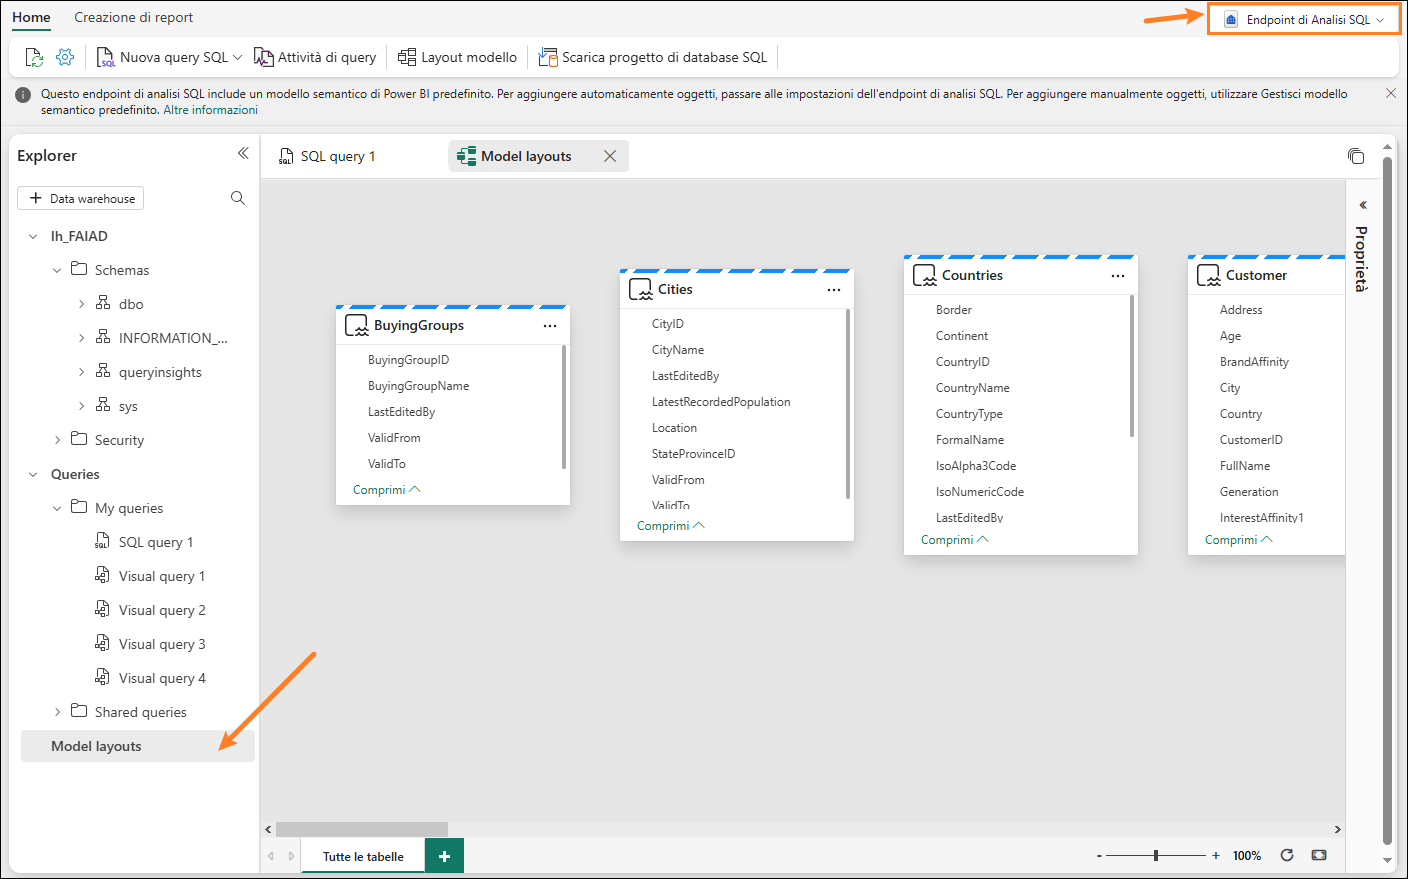 Home
Creazione di report
Endpoint di Analisi SQL
Nuova query SQL
Attività di query
Layout modello
Scarica progetto di database SQL
Questo endpoint di analisi SQL include un modello semantico di Power BI predefinito. Per aggiungere automaticamente oggetti, passare alle impostazioni dell'endpoint di analisi SQL. Per aggiungere manualmente oggetti, utilizzare Gestisci modello
semantico predefinito. Altre informazioni
Explorer
+ Data warehouse
lh_FAIAD
Schemas
dbo
INFORMATION_...
queryinsights
sys
Security
Queries
My queries
SQL query 1
Visual query 1
Visual query 2
Visual query 3
Visual query 4
Shared queries
Model layouts
SQL query 1
Model layouts
BuyingGroups
BuyingGroupID
BuyingGroupName
LastEditedBy
ValidFrom
ValidTo
Comprimi
Cities
CityID
CityName
LastEditedBy
LatestRecordedPopulation
Location
StateProvinceID
ValidFrom
ValidTo
Comprimi
Countries
Border
Continent
CountryID
CountryName
CountryType
FormalName
IsoAlpha3Code
IsoNumericCode
LastEditedBy
Comprimi
Customer
Address
Age
BrandAffinity
City
Country
CustomerID
FullName
Generation
InterestAffinity1
Comprimi
Proprietà
Tutte le tabelle
+
- + 100%